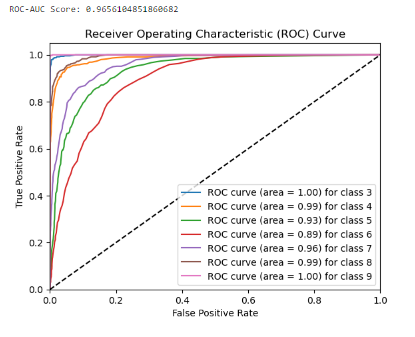 ROC-AUC Score: 0.9656104851860682
Receiver Operating Characteristic (ROC) Curve
1.0
0.8
0.6
0.4
0.2
0.0
True Positive Rate
ROC curve (area = 1.00) for class 3
ROC curve (area = 0.99) for class 4
ROC curve (area = 0.93) for class 5
ROC curve (area = 0.89) for class 6
ROC curve (area = 0.96) for class 7
ROC curve (area = 0.99) for class 8
ROC curve (area = 1.00) for class 9
0.0 0.2 0.4 0.6 0.8 1.0
False Positive Rate